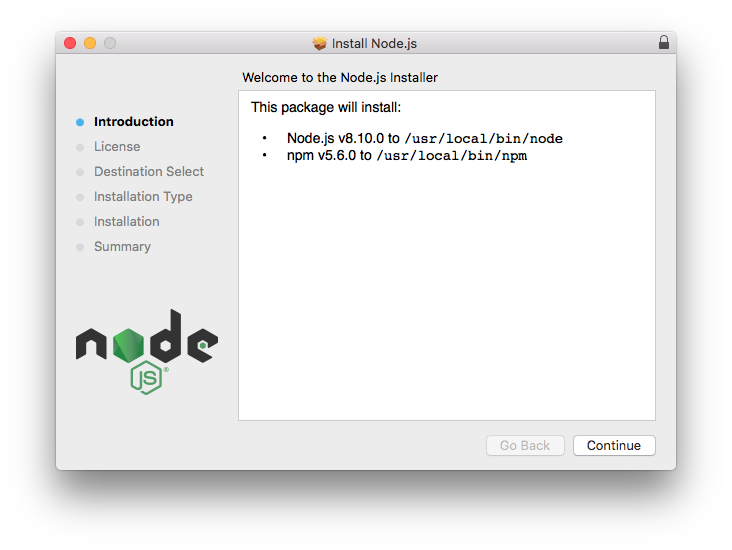 Install Node.js
Welcome to the Node.js Installer
Introduction
License
Destination Select
Installation Type
Installation
Summary
This package will install:
• Node.js v8.10.0 to /usr/local/bin/node
• npm v5.6.0 to /usr/local/bin/npm
node
JS®
Go Back
Continue